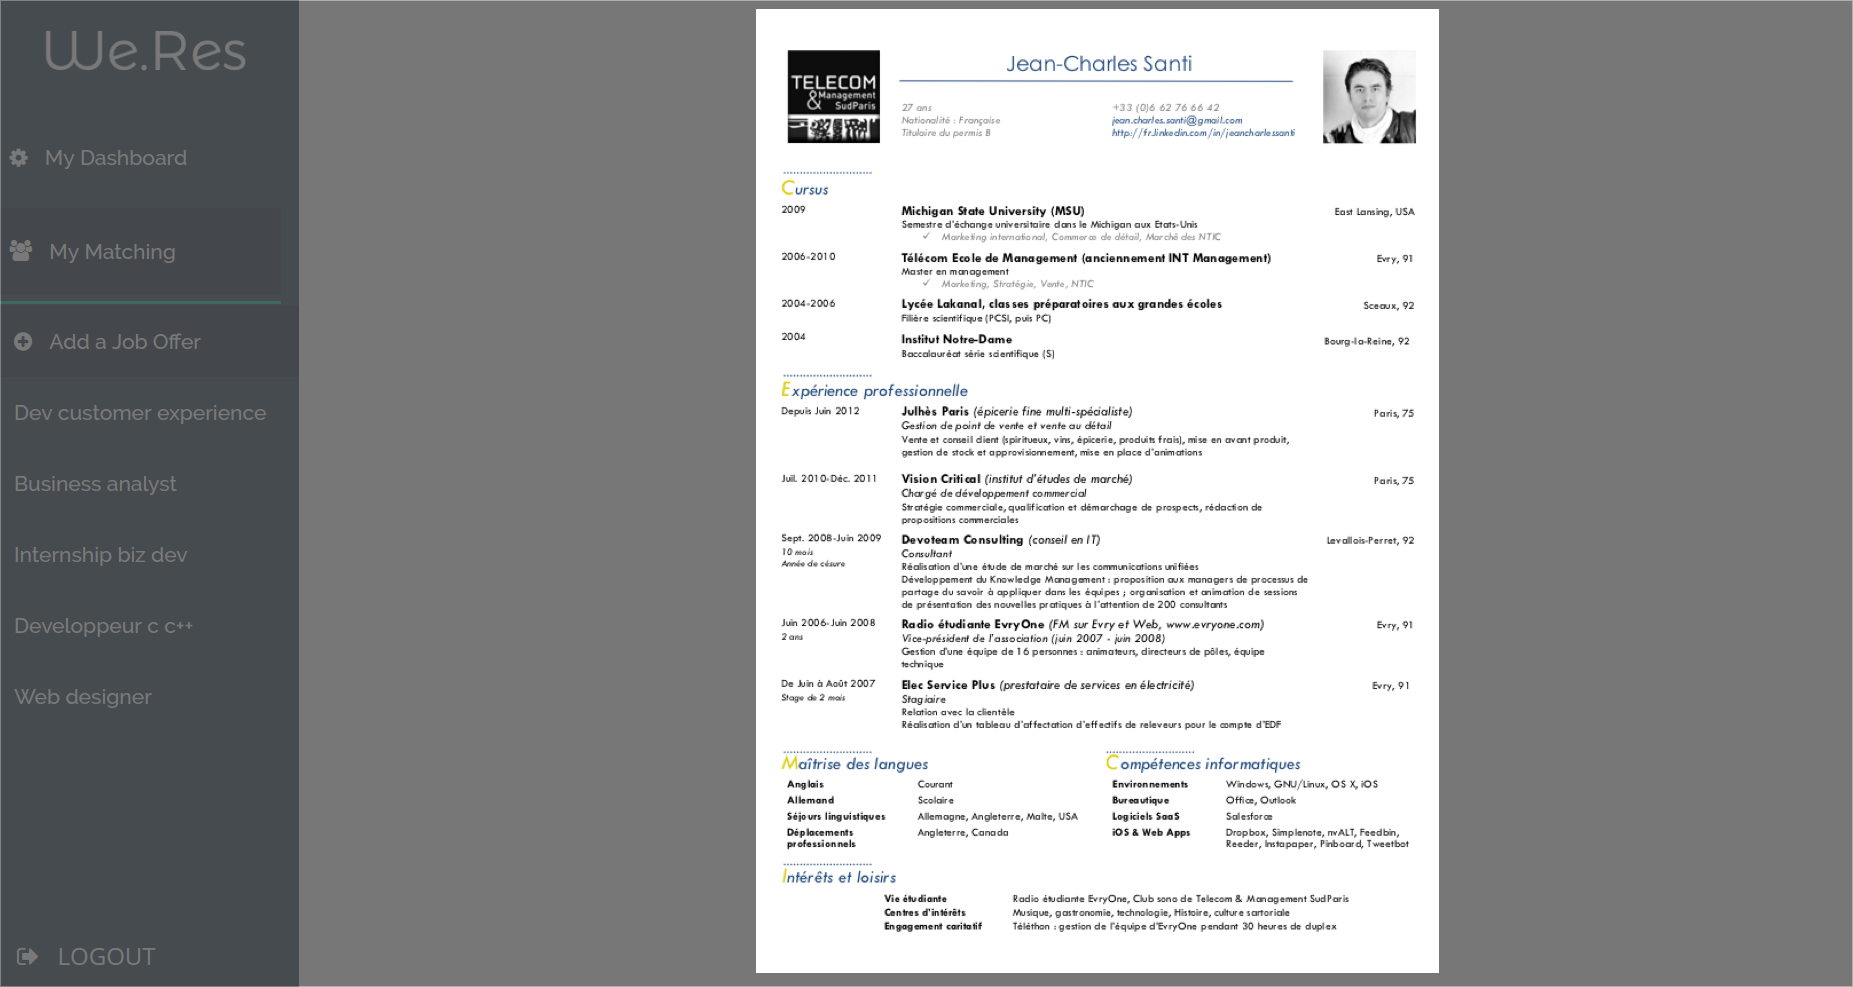 We.Res
My Dashboard
My Matching
Add a Job Offer
Dev customer experience
Business analyst
Internship biz dev
Developpeur c c++
Web designer
LOGOUT
TELECOM
& Management
SudParis
Jean-Charles Santi
27 ans
Nationalité : Française
Titulaire du permis B
+33 (0)6 62 76 66 42
jean.charles.santi@gmail.com
http://fr.linkedin.com/in/jeancharlessanti
Cursus
2009 Michigan State University (MSU) East Lansing, USA
Semestre d'échange universitaire dans le Michigan aux Etats-Unis
✓ Marketing international, Commerce de détail, Marché des NTIC
2006-2010 Télécom Ecole de Management (anciennement INT Management) Evry, 91
Master en management
✓ Marketing, Stratégie, Vente, NTIC
2004-2006 Lycée Lakanal, classes préparatoires aux grandes écoles Sceaux, 92
Filière scientifique (PCSI, puis PC)
2004 Institut Notre-Dame Bourg-la-Reine, 92
Baccalauréat série scientifique (S)
Expérience professionnelle
Depuis Juin 2012 Julhès Paris (épicerie fine multi-spécialiste) Paris, 75
Gestion de point de vente et vente au détail
Vente et conseil client (spiritueux, vins, épicerie, produits frais), mise en avant produit,
gestion de stock et approvisionnement, mise en place d'animations
Juil. 2010-Déc. 2011 Vision Critical (institut d'études de marché) Paris, 75
Chargé de développement commercial
Stratégie commerciale, qualification et démarchage de prospects, rédaction de
propositions commerciales
Sept. 2008-Juin 2009 Devoteam Consulting (conseil en IT) Levallois-Perret, 92
10 mois Consultant
Année de césure Réalisation d'une étude de marché sur les communications unifiées
Développement du Knowledge Management : proposition aux managers de processus de
partage du savoir à appliquer dans les équipes ; organisation et animation de sessions
de présentation des nouvelles pratiques à l'attention de 200 consultants
Juin 2006-Juin 2008 Radio étudiante EvryOne (FM sur Evry et Web, www.evryone.com) Evry, 91
2 ans Vice-président de l'association (juin 2007 - juin 2008)
Gestion d'une équipe de 16 personnes : animateurs, directeurs de pôles, équipe
technique
De Juin à Août 2007 Elec Service Plus (prestataire de services en électricité) Evry, 91
Stage de 2 mois Stagiaire
Relation avec la clientèle
Réalisation d'un tableau d'affectation d'effectifs de releveurs pour le compte d'EDF
Maîtrise des langues
Anglais Courant
Allemand Scolaire
Séjours linguistiques Allemagne, Angleterre, Malte, USA
Déplacements Angleterre, Canada
professionnels
Compétences informatiques
Environnements Windows, GNU/Linux, OS X, iOS
Bureautique Office, Outlook
Logiciels SaaS Salesforce
iOS & Web Apps Dropbox, Simplenote, nvALT, Feedbin,
Reeder, Instapaper, Pinboard, Tweetbot
Intérêts et loisirs
Vie étudiante Radio étudiante EvryOne, Club sono de Telecom & Management SudParis
Centres d'intérêts Musique, gastronomie, technologie, Histoire, culture sartoriale
Engagement caritatif Téléthon : gestion de l'équipe d'EvryOne pendant 30 heures de duplex